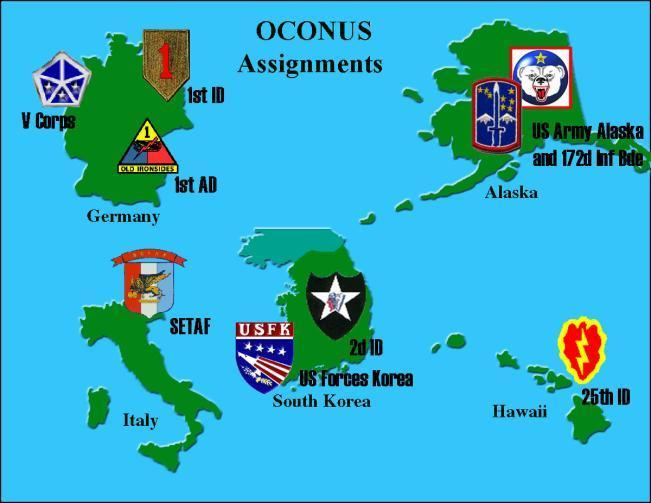 OCONUS
Assignments
1
1st ID
V Corps
1
OLD IRONSIDES
1st AD
Germany
US Army Alaska
and 172d Inf Bde
Alaska
SETAF
SETAF
Italy
USFK
2d ID
US Forces Korea
South Korea
25th ID
Hawaii